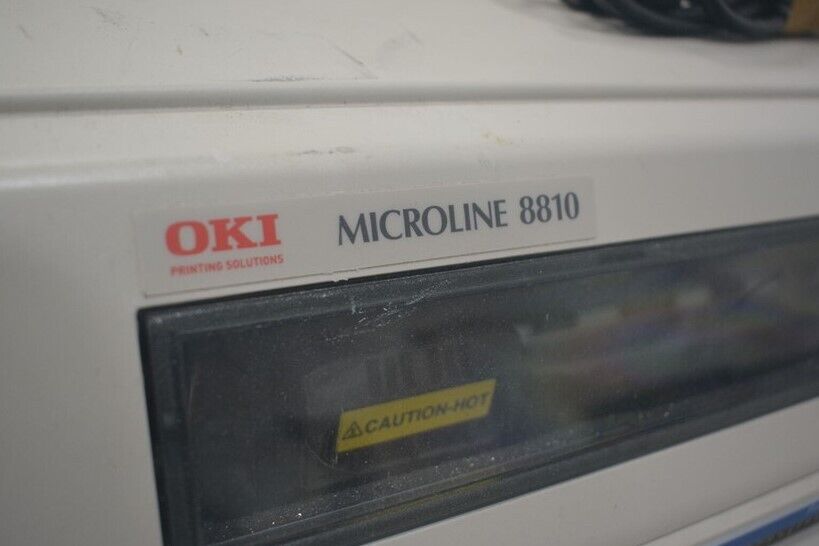 OKI MICROLINE 8810
PRINTING SOLUTIONS
⚠CAUTION-HOT